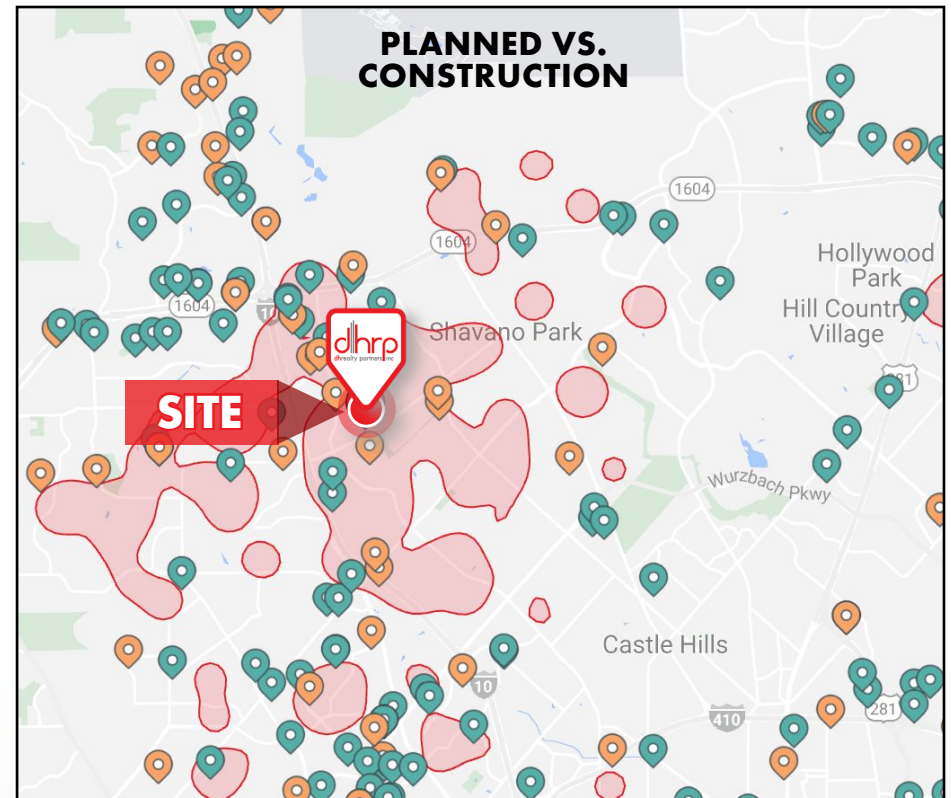 PLANNED VS.
CONSTRUCTION
1604
1604
Hollywood
Park
1604
10
Hill Country
Village
dhrp
dhrealty partners, inc
Shavano Park
SITE
Wurzbach Pkwy
Castle Hills
10
281
410